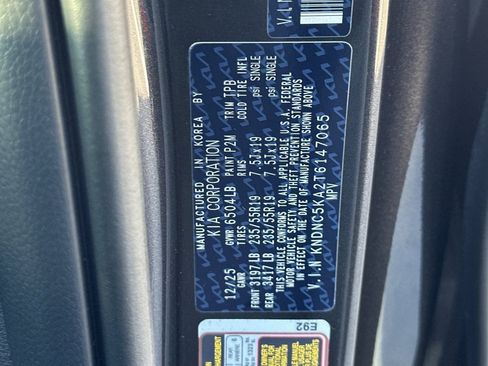 MANUFACTURED IN KOREA BY
KIA CORPORATION
12/25 GVWR 6504LB PAINT P2M TRIM TPB
GAWR TIRES RIMS COLD TIRE INFL
FRONT 3197LB 235/55R19 7.5Jx19 psi SINGLE
REAR 3417LB 235/55R19 7.5Jx19 psi SINGLE
THIS VEHICLE CONFORMS TO ALL APPLICABLE U.S.A. FEDERAL
MOTOR VEHICLE SAFETY AND THEFT PREVENTION STANDARDS
IN EFFECT ON THE DATE OF MANUFACTURE SHOWN ABOVE
V.I.N KNDNC5KA2T6147065
MPV
V.I.N
E92